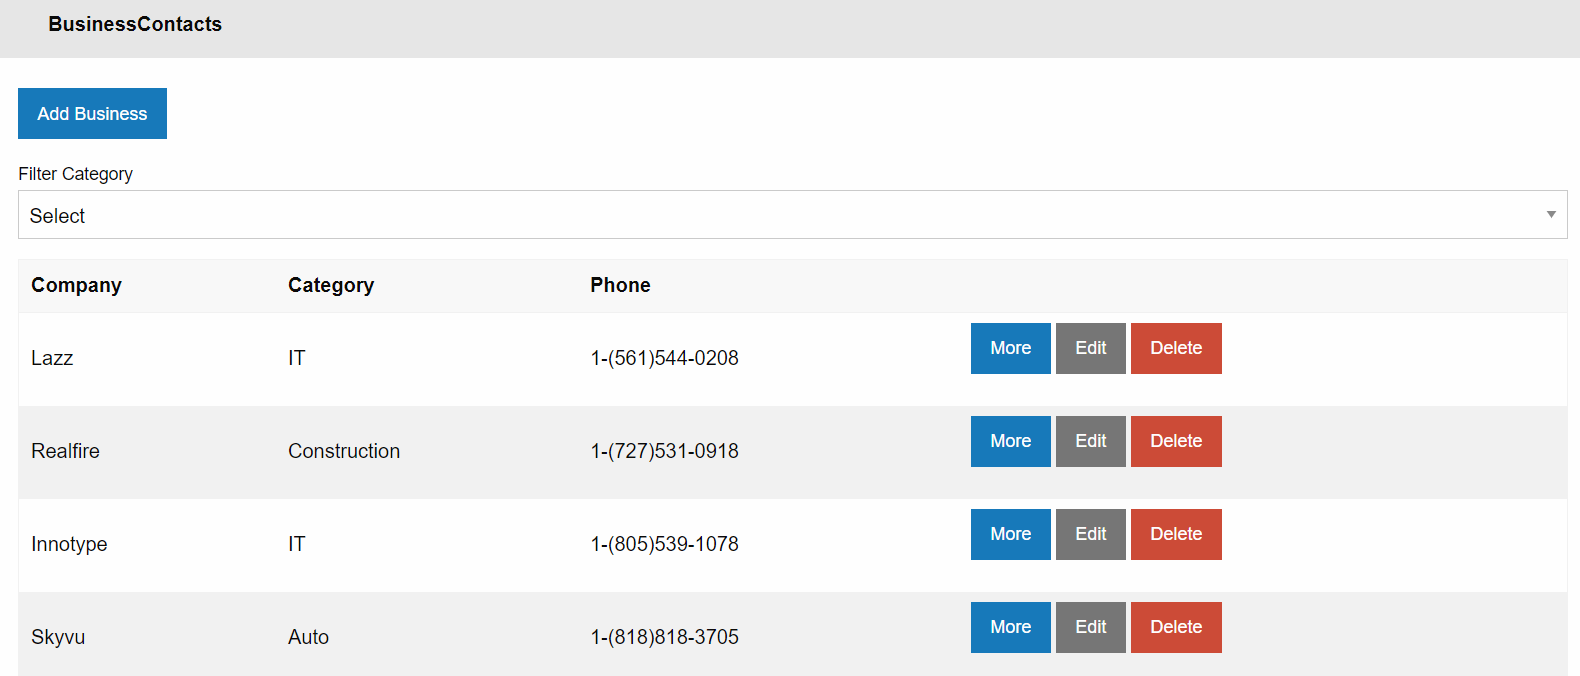 BusinessContacts
Add Business
Filter Category
Select
Company Category Phone
Lazz IT 1-(561)544-0208 More Edit Delete
Realfire Construction 1-(727)531-0918 More Edit Delete
Innotype IT 1-(805)539-1078 More Edit Delete
Skyvu Auto 1-(818)818-3705 More Edit Delete